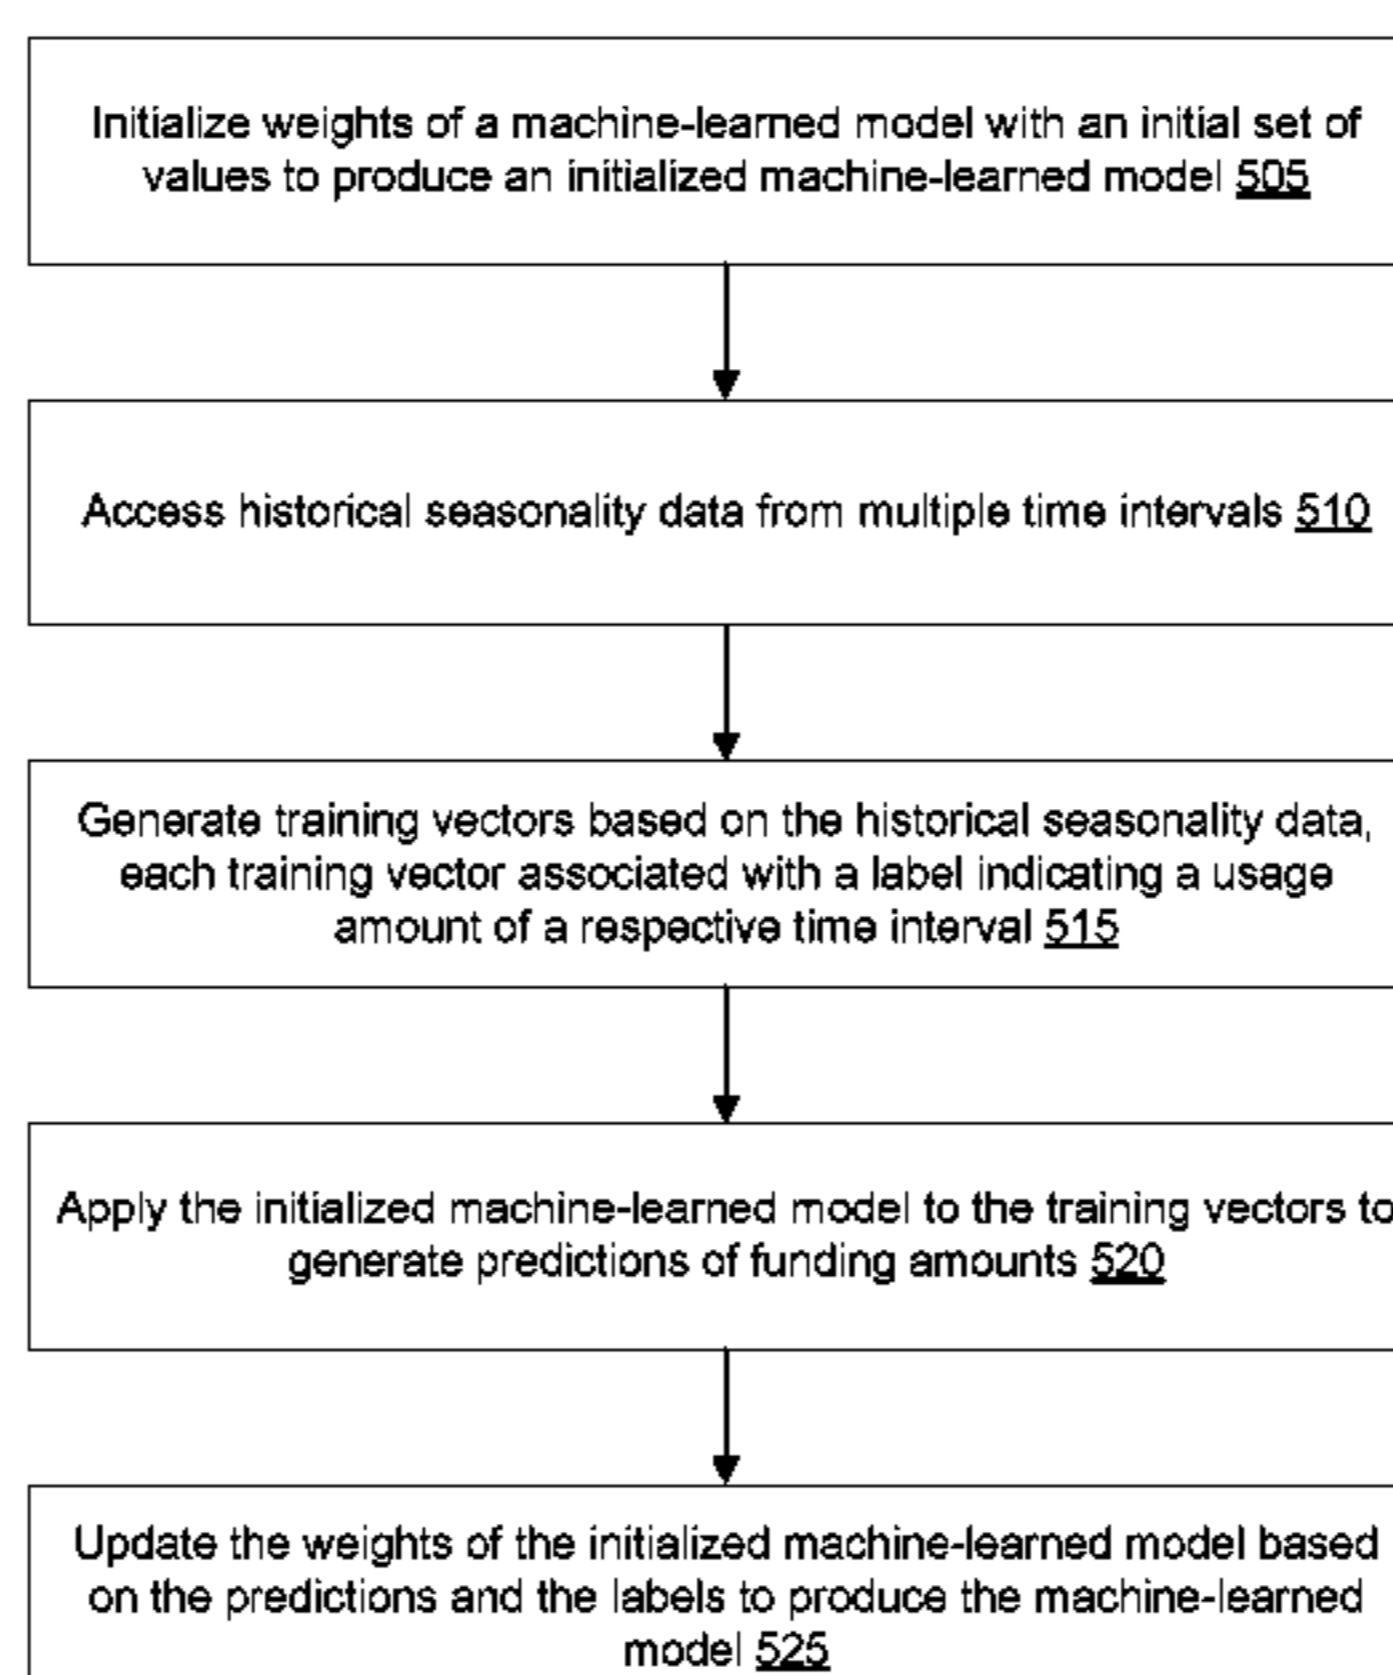 Initialize weights of a machine-learned model with an initial set of
values to produce an initialized machine-learned model 505
Access historical seasonality data from multiple time intervals 510
Generate training vectors based on the historical seasonality data,
each training vector associated with a label indicating a usage
amount of a respective time interval 515
Apply the initialized machine-learned model to the training vectors to
generate predictions of funding amounts 520
Update the weights of the initialized machine-learned model based
on the predictions and the labels to produce the machine-learned
model 525